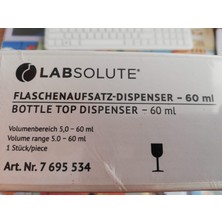 LABSOLUTE®
FLASCHENAUFSATZ-DISPENSER – 60 ml
BOTTLE TOP DISPENSER – 60 ml
Volumenbereich 5,0 – 60 ml
Volume range 5.0 – 60 ml
1 Stück/piece
Art. Nr. 7 695 534